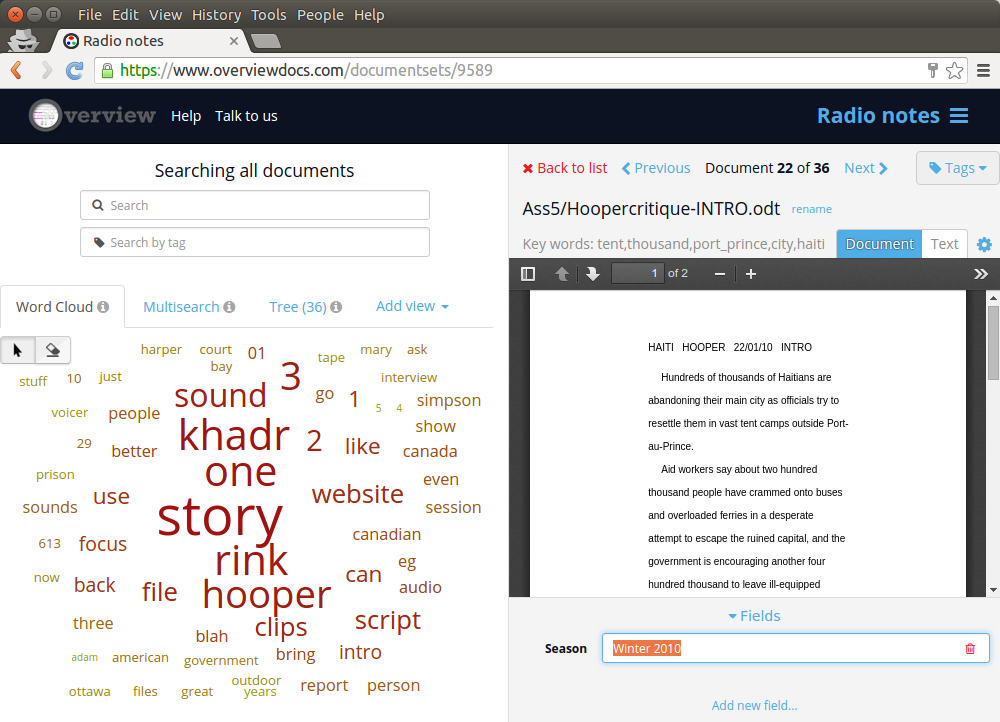 File Edit View History Tools People Help
Radio notes
https://www.overviewdocs.com/documentsets/9589
Overview Help Talk to us
Radio notes
Searching all documents
Search
Search by tag
Word Cloud Multisearch Tree (36) Add view
harper court 01 tape mary ask
bay
stuff 10 just 3 interview
sound go 1 5 4 simpson
voicer people show
29 better khadr 2 like canada
prison one even
sounds use website session
story canadian
613 focus rink eg
now back file hooper can audio
three clips script
blah
adam american government bring intro
ottawa files great outdoor years report person
Back to list Previous Document 22 of 36 Next Tags
Ass5/Hoopercritique-INTRO.odt rename
Key words: tent,thousand,port_prince,city,haiti Document Text
1 of 2
HAITI HOOPER 22/01/10 INTRO
Hundreds of thousands of Haitians are
abandoning their main city as officials try to
resettle them in vast tent camps outside Port-
au-Prince.
Aid workers say about two hundred
thousand people have crammed onto buses
and overloaded ferries in a desperate
attempt to escape the ruined capital, and the
government is encouraging another four
hundred thousand to leave ill-equipped
Fields
Season Winter 2010
Add new field...